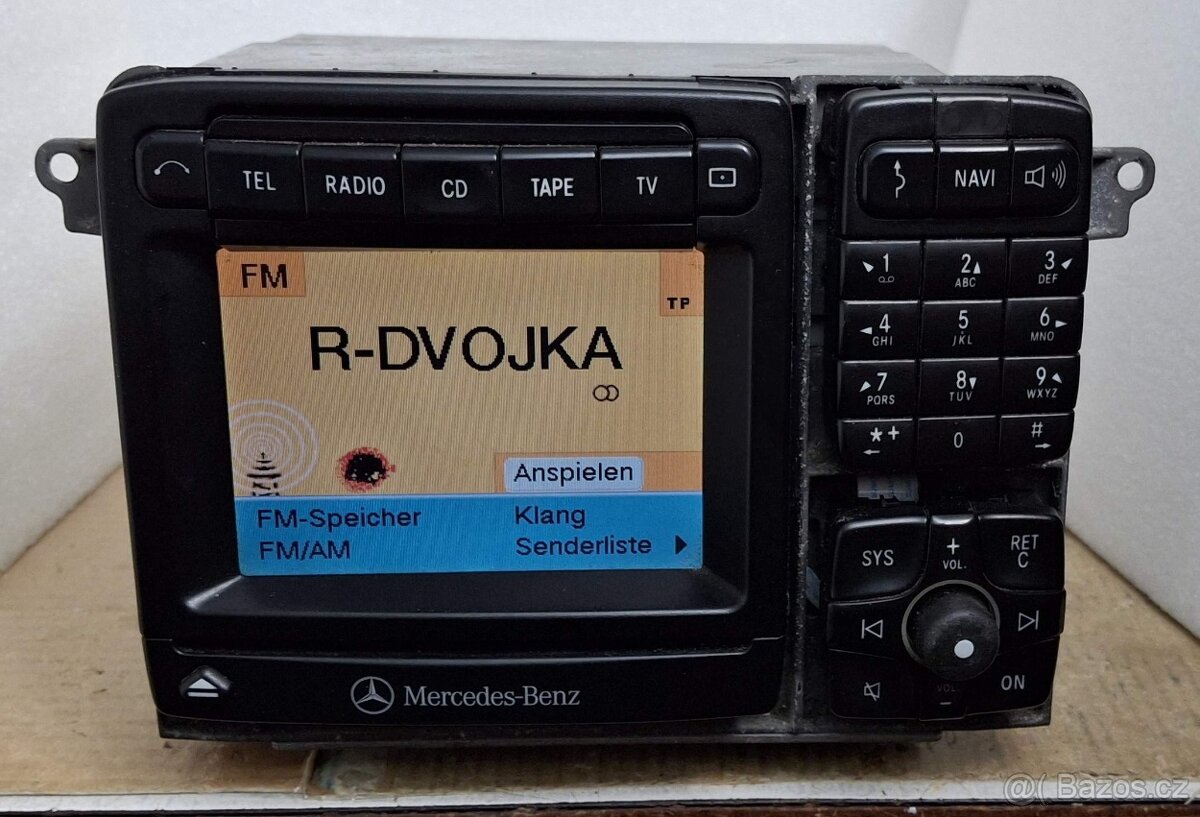 TEL RADIO CD TAPE TV
NAVI
FM
TP
R-DVOJKA
Anspielen
FM-Speicher Klang
FM/AM Senderliste
Mercedes-Benz
1 2 ABC 3 DEF
4 GHI 5 JKL 6 MNO
7 PQRS 8 TUV 9 WXYZ
*+ 0 #
SYS + VOL. RET C
VOL - ON
@( Bazos.cz